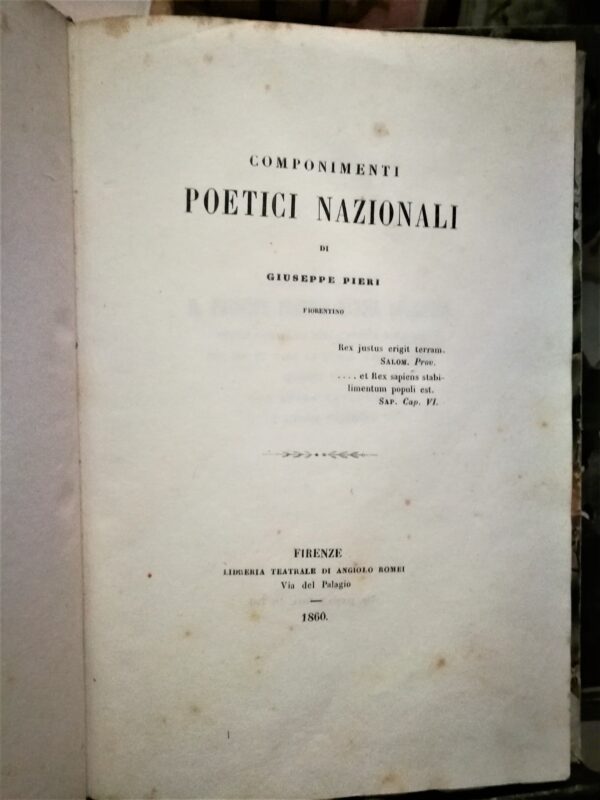 COMPONIMENTI
POETICI NAZIONALI
DI
GIUSEPPE PIERI
FIORENTINO
Rex justus erigit terram.
SALOM. Prov.
.... et Rex sapiens stabi-
limentum populi est.
SAP. Cap. VI.
FIRENZE
LIBRERIA TEATRALE DI ANGIOLO ROMEI
Via del Palagio
—
1860.